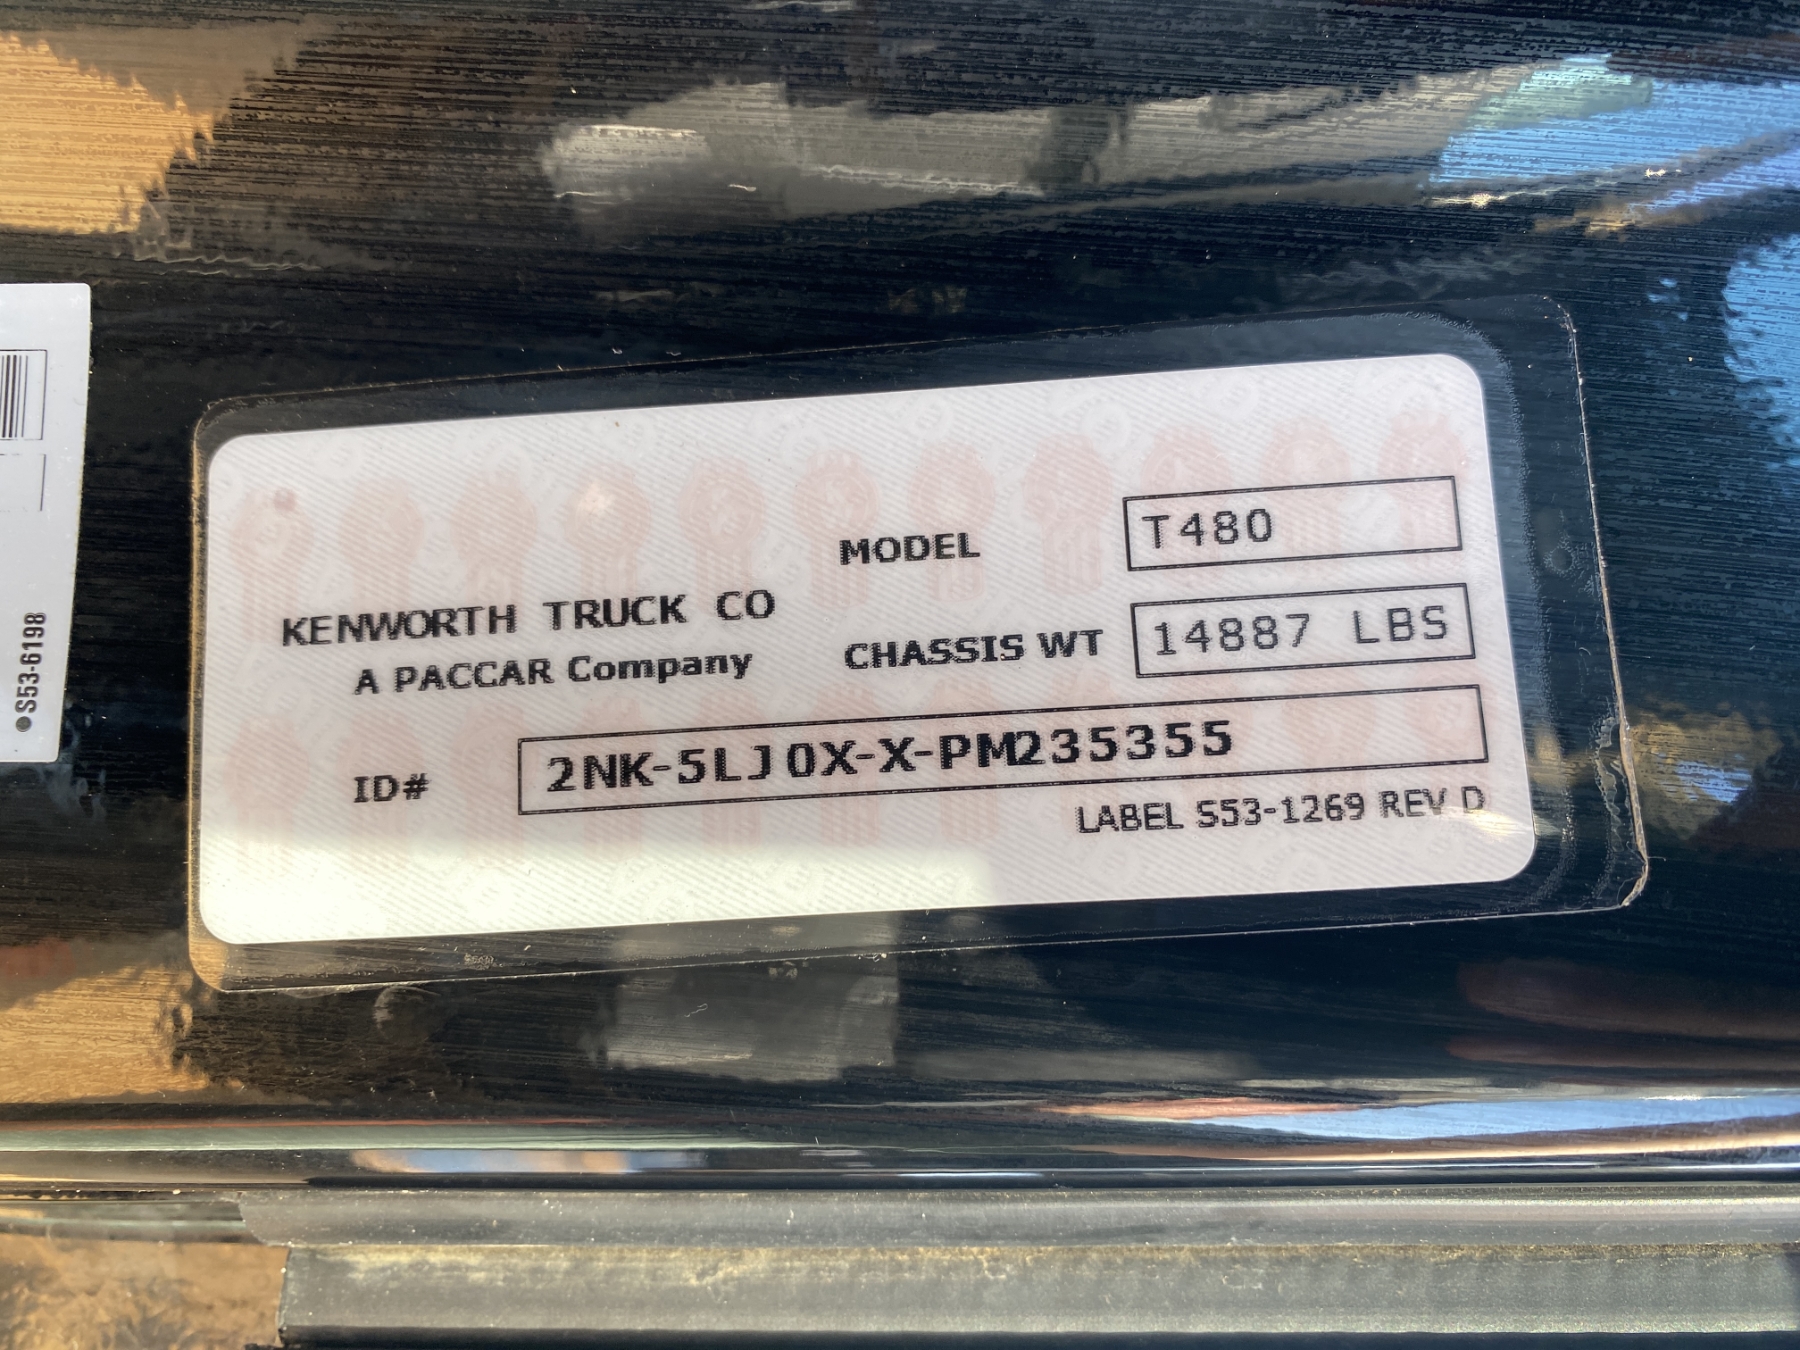 MODEL T480
KENWORTH TRUCK CO
A PACCAR Company
CHASSIS WT 14887 LBS
ID# 2NK-5LJ0X-X-PM235355
LABEL S53-1269 REV D
●S53-6198